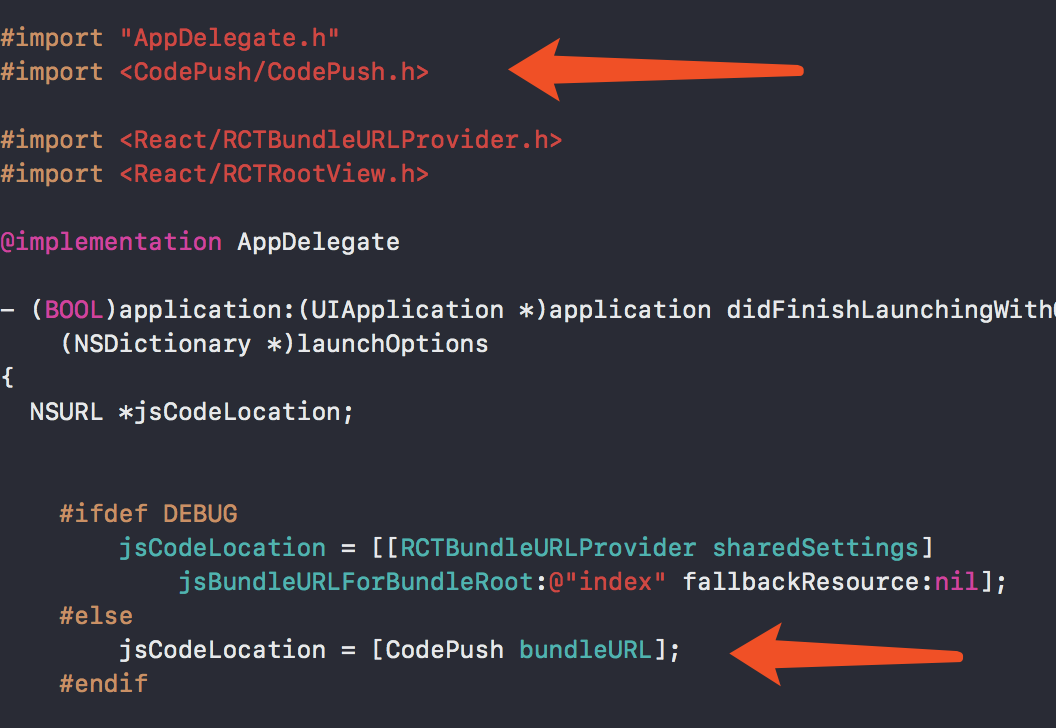 #import "AppDelegate.h"
#import <CodePush/CodePush.h>
#import <React/RCTBundleURLProvider.h>
#import <React/RCTRootView.h>
@implementation AppDelegate
- (BOOL)application:(UIApplication *)application didFinishLaunchingWith
(NSDictionary *)launchOptions
{
NSURL *jsCodeLocation;
#ifdef DEBUG
jsCodeLocation = [[RCTBundleURLProvider sharedSettings]
jsBundleURLForBundleRoot:@"index" fallbackResource:nil];
#else
jsCodeLocation = [CodePush bundleURL];
#endif